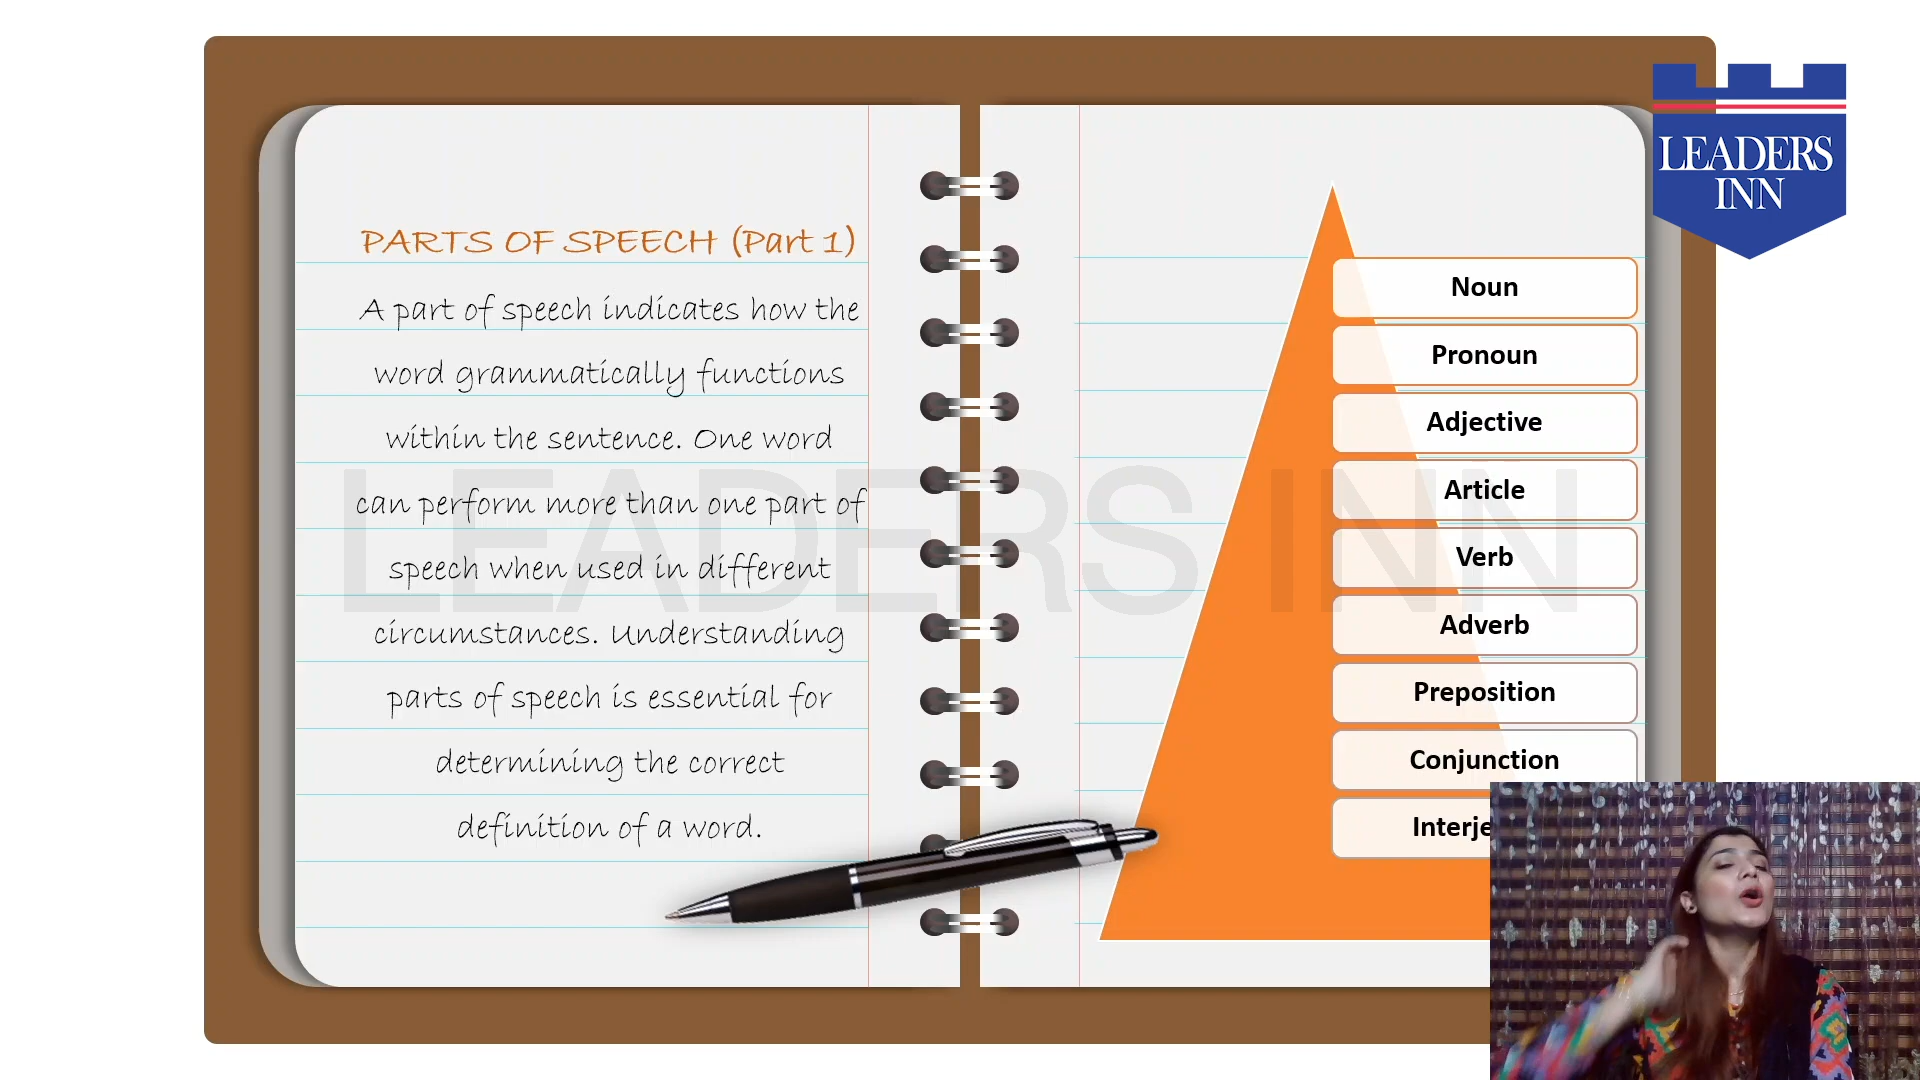 PARTS OF SPEECH (Part 1)
A part of speech indicates how the
word grammatically functions
within the sentence. One word
can perform more than one part of
speech when used in different
circumstances. Understanding
parts of speech is essential for
determining the correct
definition of a word.
LEADERS INN
Noun
Pronoun
Adjective
Article
Verb
Adverb
Preposition
Conjunction
Interje
LEADERS
INN